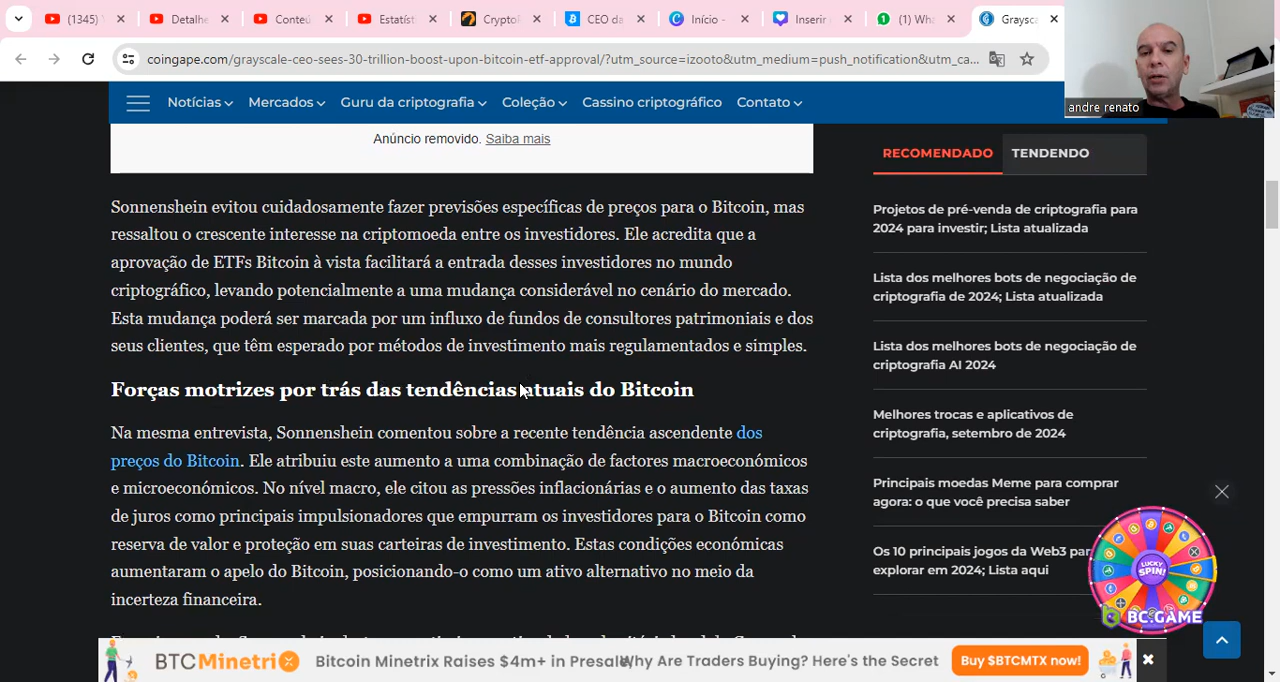 (1345) Y
Detalhe
Conteú
Estatíst
Cryptol
CEO da
Início -
Inserir
(1) Wha
Graysc
coingape.com/grayscale-ceo-sees-30-trillion-boost-upon-bitcoin-etf-approval/?utm_source=izooto&utm_medium=push_notification&utm_ca...
andre renato
Notícias
Mercados
Guru da criptografia
Coleção
Cassino criptográfico
Contato
Anúncio removido. Saiba mais
Sonnenshein evitou cuidadosamente fazer previsões específicas de preços para o Bitcoin, mas
ressaltou o crescente interesse na criptomoeda entre os investidores. Ele acredita que a
aprovação de ETFs Bitcoin à vista facilitará a entrada desses investidores no mundo
criptográfico, levando potencialmente a uma mudança considerável no cenário do mercado.
Esta mudança poderá ser marcada por um influxo de fundos de consultores patrimoniais e dos
seus clientes, que têm esperado por métodos de investimento mais regulamentados e simples.
Forças motrizes por trás das tendências atuais do Bitcoin
Na mesma entrevista, Sonnenshein comentou sobre a recente tendência ascendente dos
preços do Bitcoin. Ele atribuiu este aumento a uma combinação de factores macroeconómicos
e microeconómicos. No nível macro, ele citou as pressões inflacionárias e o aumento das taxas
de juros como principais impulsionadores que empurram os investidores para o Bitcoin como
reserva de valor e proteção em suas carteiras de investimento. Estas condições económicas
aumentaram o apelo do Bitcoin, posicionando-o como um ativo alternativo no meio da
incerteza financeira.
RECOMENDADO
TENDENDO
Projetos de pré-venda de criptografia para
2024 para investir; Lista atualizada
Lista dos melhores bots de negociação de
criptografia de 2024; Lista atualizada
Lista dos melhores bots de negociação de
criptografia AI 2024
Melhores trocas e aplicativos de
criptografia, setembro de 2024
Principais moedas Meme para comprar
agora: o que você precisa saber
Os 10 principais jogos da Web3 par
explorar em 2024; Lista aqui
LUCKY
SPIN!
BC.GAME
BTCMinetrix
Bitcoin Minetrix Raises $4m+ in Presale
Why Are Traders Buying? Here's the Secret
Buy $BTCMTX now!